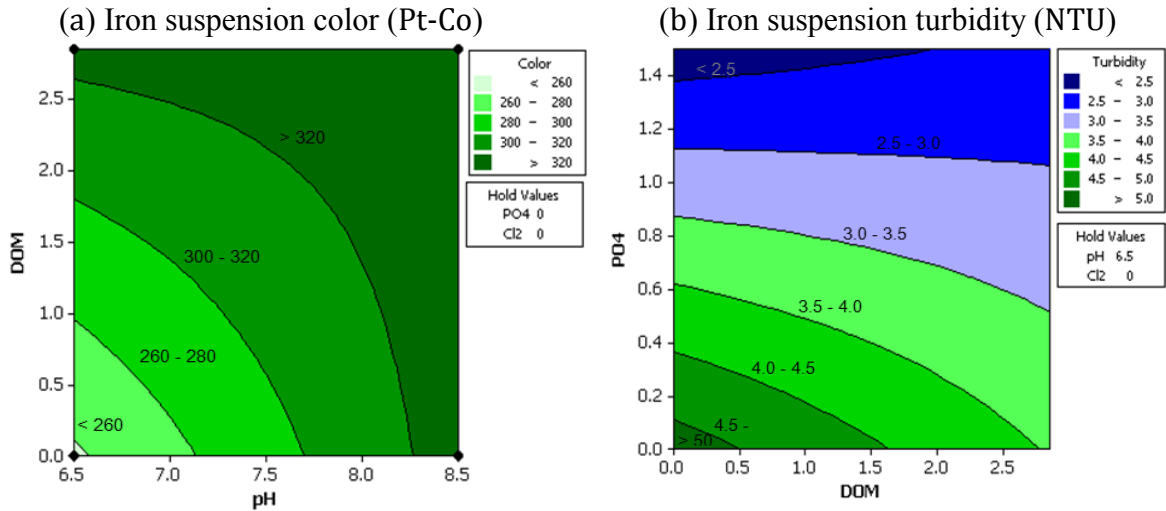 (a) Iron suspension color (Pt-Co)
2.5
2.0
1.5
1.0
0.5
0.0
DOM
6.5 7.0 7.5 8.0 8.5
pH
> 320
300 - 320
260 - 280
< 260
Color
< 260
260 – 280
280 – 300
300 – 320
> 320
Hold Values
PO4 0
Cl2 0
(b) Iron suspension turbidity (NTU)
1.4
1.2
1.0
0.8
0.6
0.4
0.2
0.0
PO4
0.0 0.5 1.0 1.5 2.0 2.5
DOM
< 2.5
2.5 - 3.0
3.0 - 3.5
3.5 - 4.0
4.0 - 4.5
4.5 -
> 50
Turbidity
< 2.5
2.5 – 3.0
3.0 – 3.5
3.5 – 4.0
4.0 – 4.5
4.5 – 5.0
> 5.0
Hold Values
pH 6.5
Cl2 0